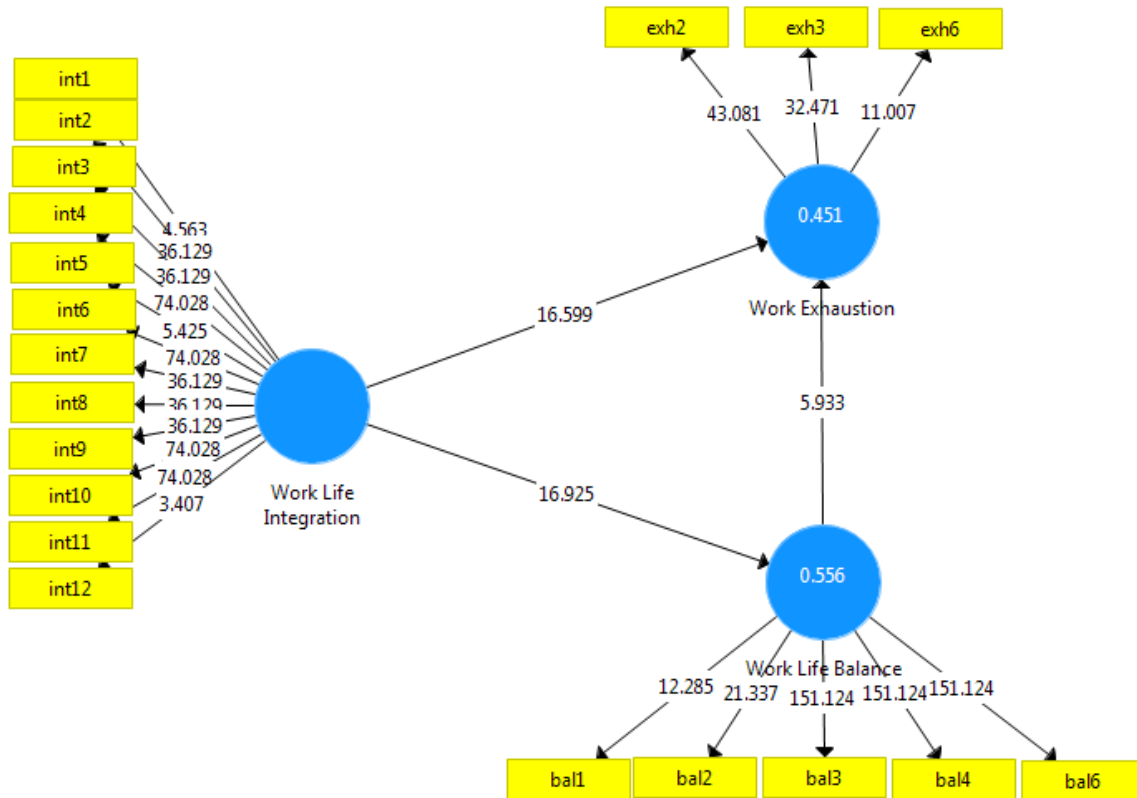 exh2
exh3
exh6
int1
int2
int3
int4
int5
int6
int7
int8
int9
int10
int11
int12
4.563
36.129
36.129
74.028
5.425
74.028
36.129
36.129
36.129
74.028
74.028
3.407
Work Life
Integration
43.081
32.471
11.007
0.451
Work Exhaustion
16.599
5.933
16.925
0.556
Work Life Balance
12.285
21.337
151.124
151.124
151.124
bal1
bal2
bal3
bal4
bal6